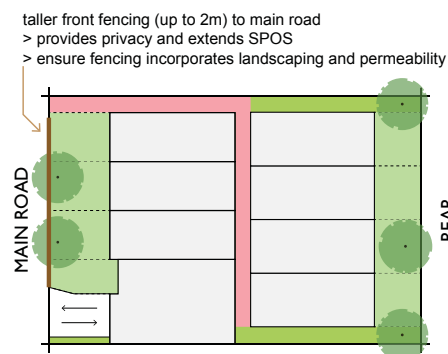 taller front fencing (up to 2m) to main road
> provides privacy and extends SPOS
> ensure fencing incorporates landscaping and permeability
MAIN ROAD
REAR